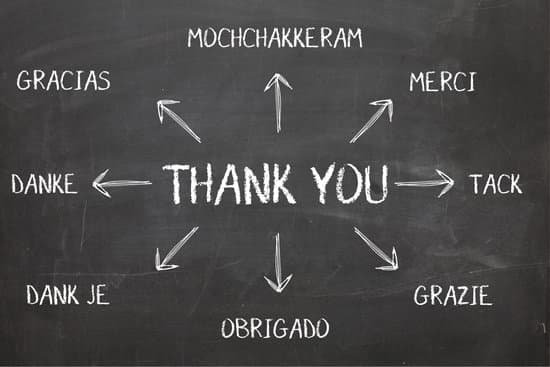 MOCHCHAKKERAM
GRACIAS
MERCI
DANKE
THANK YOU
TACK
DANK JE
GRAZIE
OBRIGADO